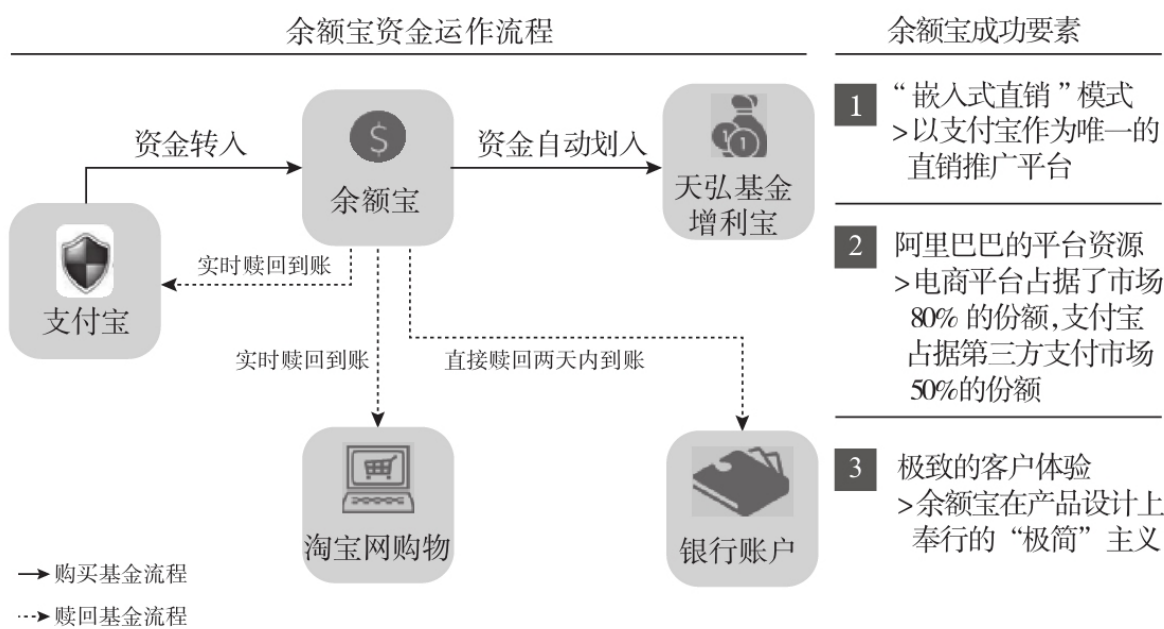 余额宝资金运作流程
资金转入
$
余额宝
资金自动划入
1 1
天弘基金
增利宝
支付宝
实时赎回到账
实时赎回到账
直接赎回两天内到账
淘宝网购物
银行账户
购买基金流程
赎回基金流程
余额宝成功要素
1 “嵌入式直销”模式
>以支付宝作为唯一的
直销推广平台
2 阿里巴巴的平台资源
>电商平台占据了市场
80% 的份额,支付宝
占据第三方支付市场
50%的份额
3 极致的客户体验
>余额宝在产品设计上
奉行的“极简”主义